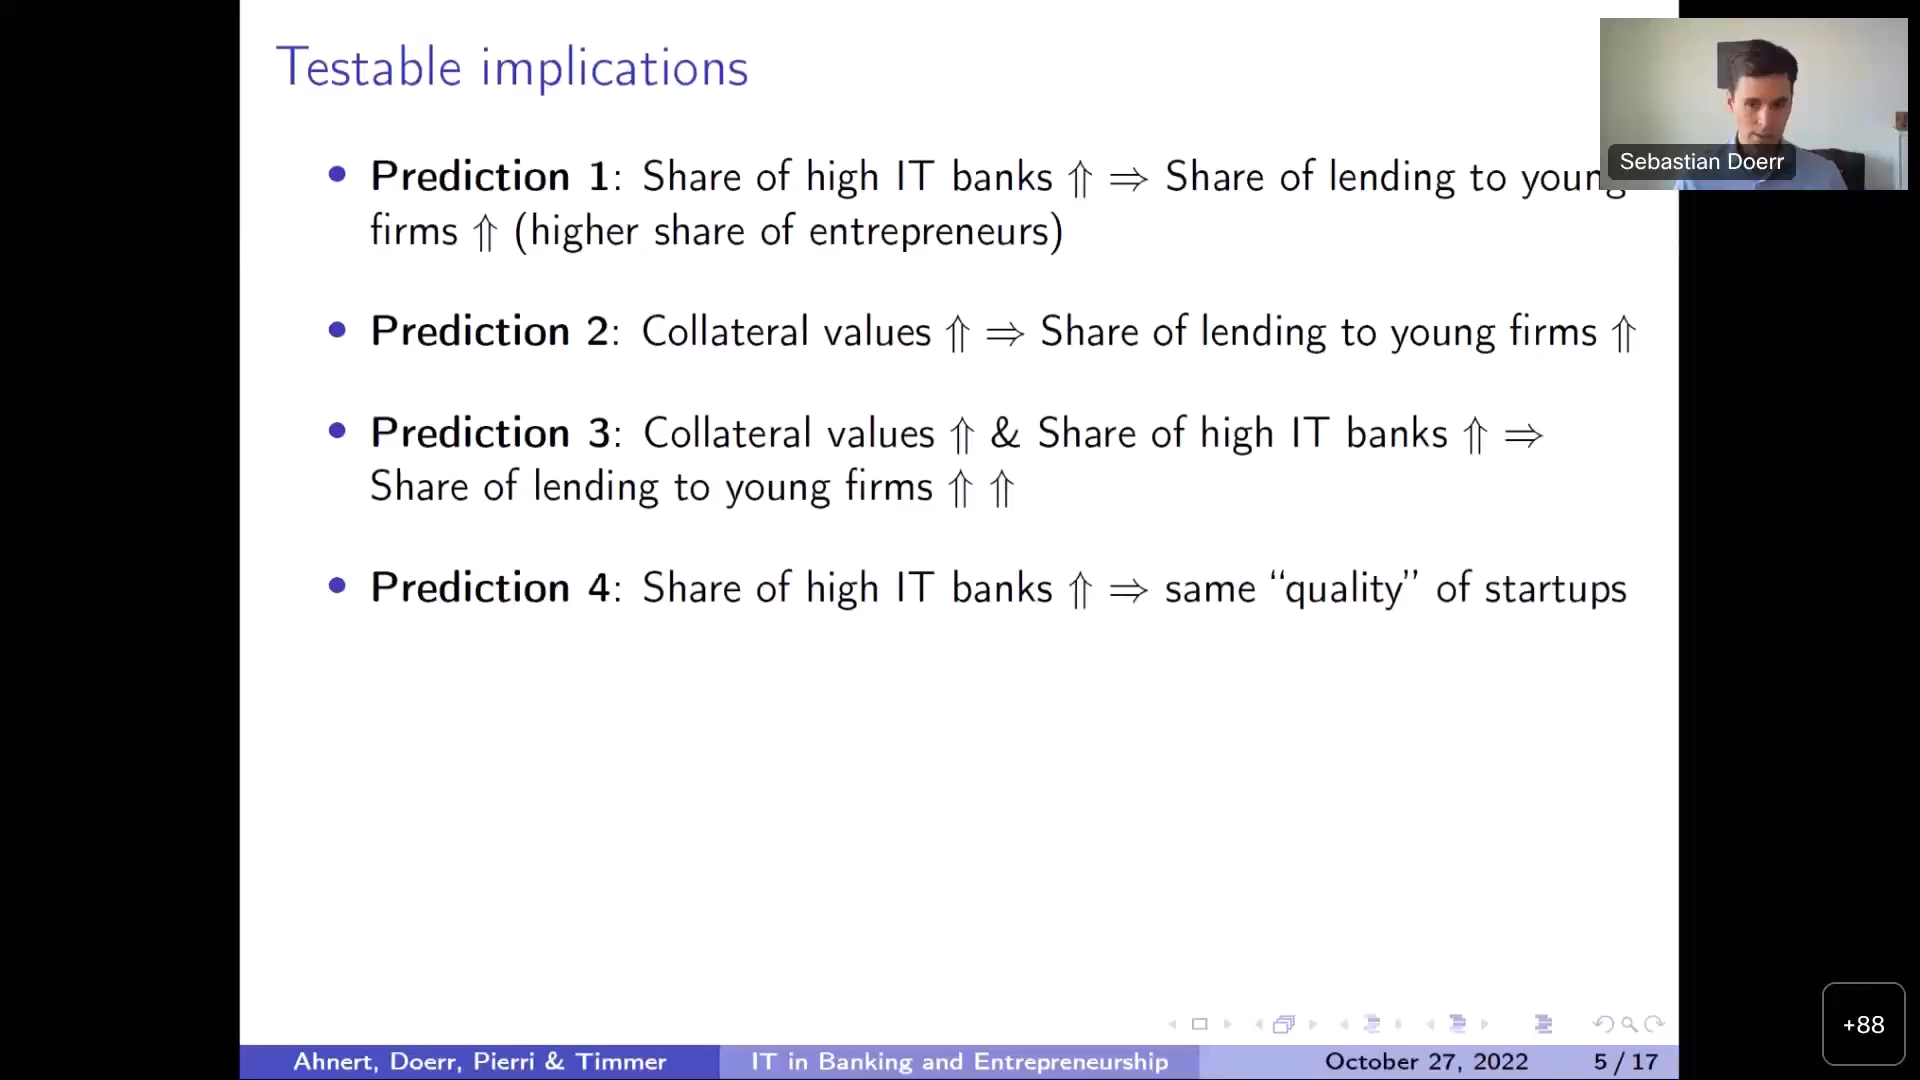 Testable implications
Sebastian Doerr
• Prediction 1: Share of high IT banks ⇑ ⇒ Share of lending to young
firms ⇑ (higher share of entrepreneurs)
• Prediction 2: Collateral values ⇑ ⇒ Share of lending to young firms ⇑
• Prediction 3: Collateral values ⇑ & Share of high IT banks ⇑ ⇒
Share of lending to young firms ⇑ ⇑
• Prediction 4: Share of high IT banks ⇑ ⇒ same “quality” of startups
+88
Ahnert, Doerr, Pierri & Timmer IT in Banking and Entrepreneurship October 27, 2022 5 / 17